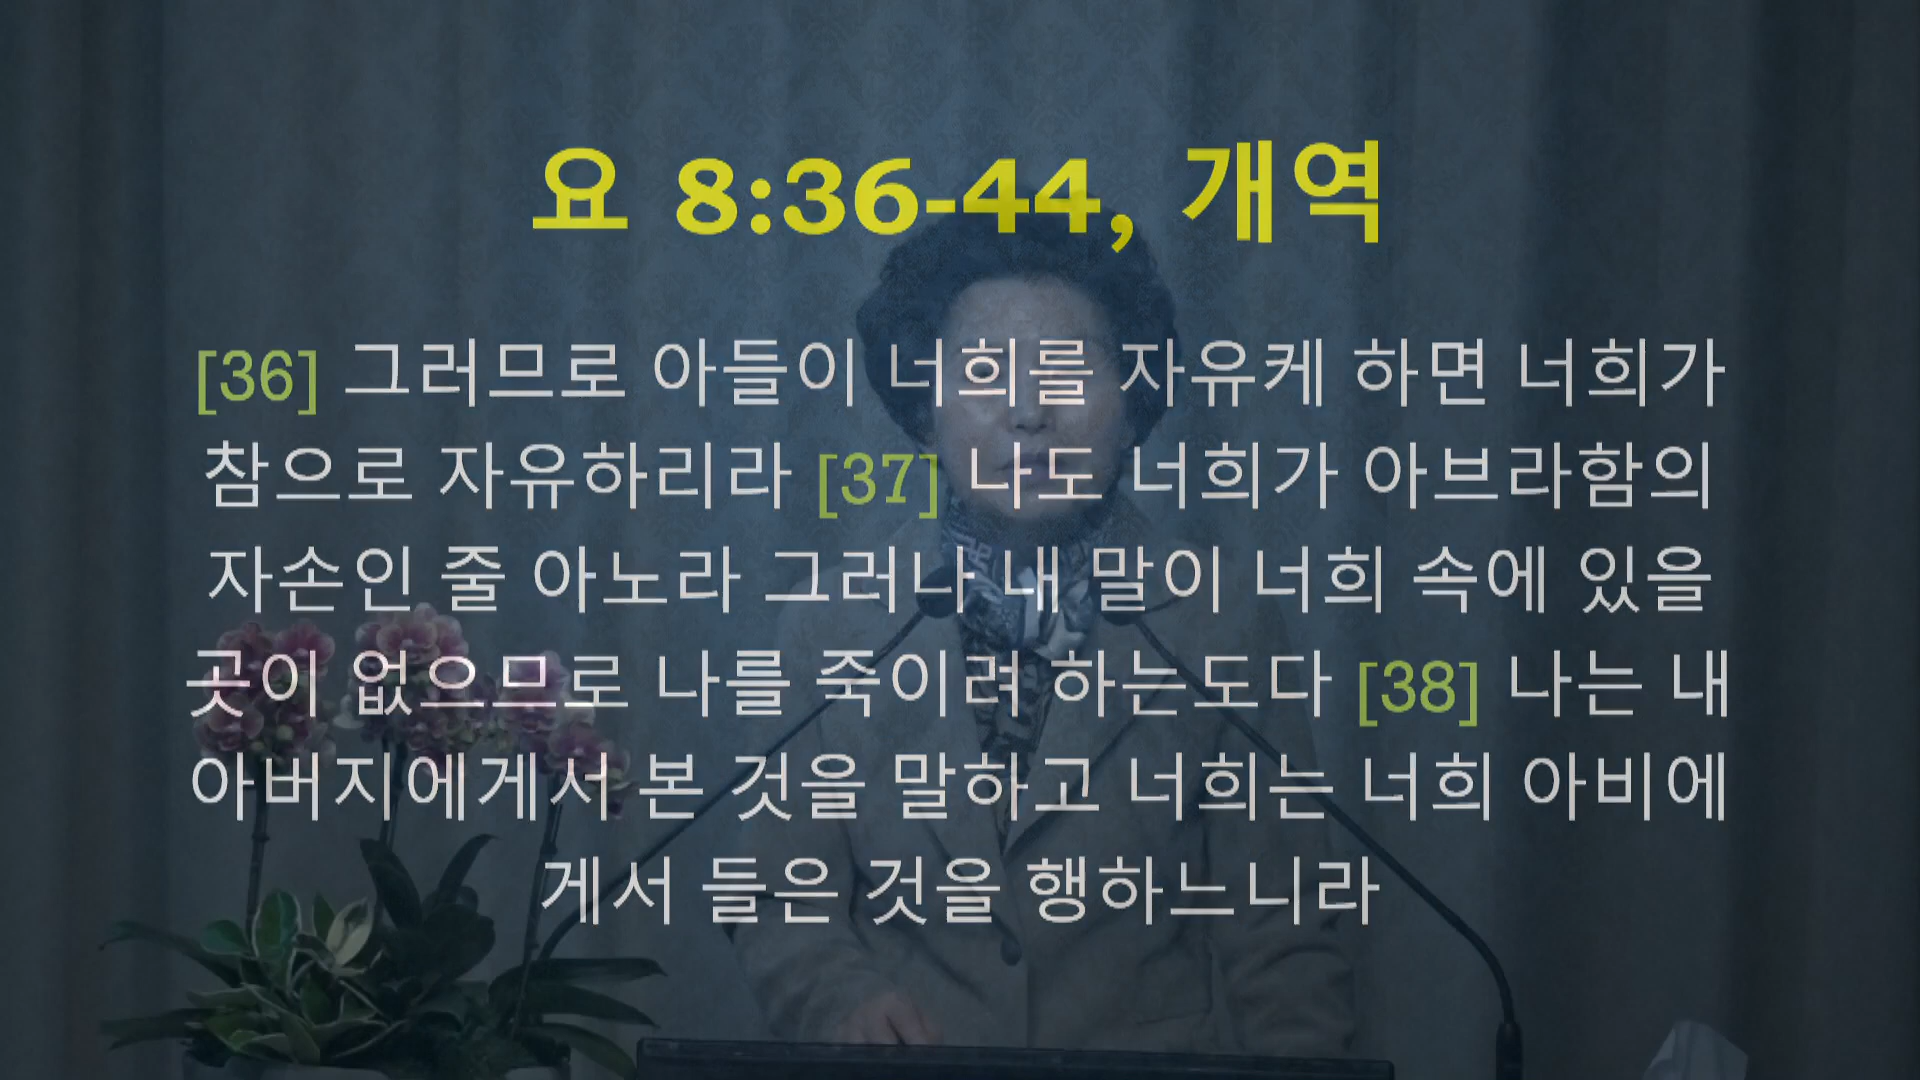 요 8:36-44, 개역
[36] 그러므로 아들이 너희를 자유케 하면 너희가
참으로 자유하리라 [37] 나도 너희가 아브라함의
자손인 줄 아노라 그러나 내 말이 너희 속에 있을
곳이 없으므로 나를 죽이려 하는도다 [38] 나는 내
아버지에게서 본 것을 말하고 너희는 너희 아비에
게서 들은 것을 행하느니라